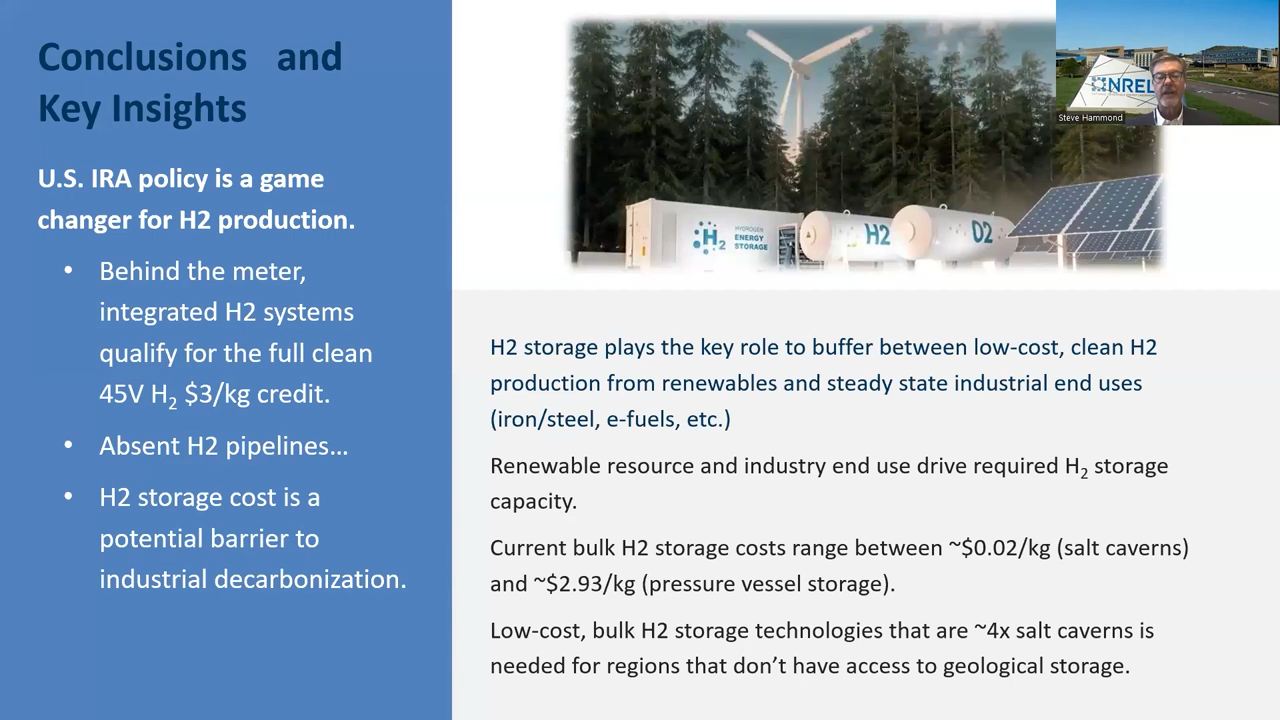 Conclusions and
Key Insights
U.S. IRA policy is a game
changer for H2 production.
• Behind the meter,
integrated H2 systems
qualify for the full clean
45V H₂ $3/kg credit.
• Absent H2 pipelines…
• H2 storage cost is a
potential barrier to
industrial decarbonization.
H₂ HYDROGEN
ENERGY
STORAGE
H2
O2
NREL
Steve Hammond
H2 storage plays the key role to buffer between low-cost, clean H2
production from renewables and steady state industrial end uses
(iron/steel, e-fuels, etc.)
Renewable resource and industry end use drive required H₂ storage
capacity.
Current bulk H2 storage costs range between ~$0.02/kg (salt caverns)
and ~$2.93/kg (pressure vessel storage).
Low-cost, bulk H2 storage technologies that are ~4x salt caverns is
needed for regions that don’t have access to geological storage.